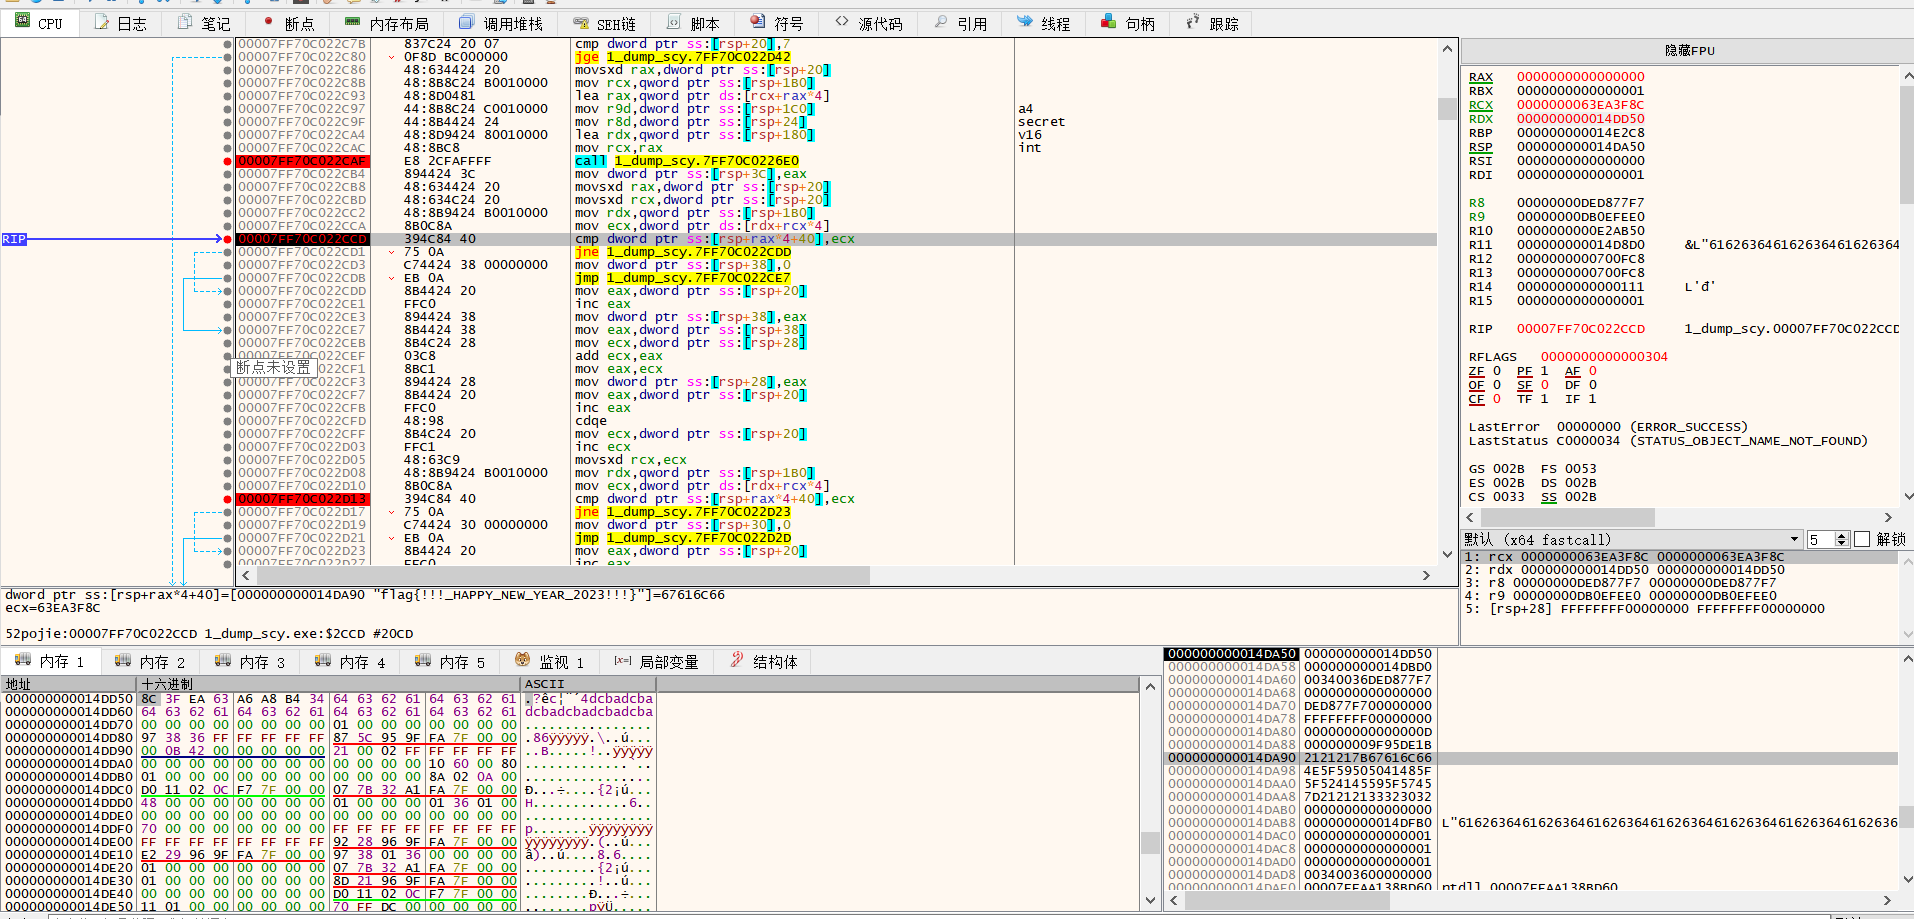 CPU 日志 笔记 断点 内存布局 调用堆栈 SEH链 脚本 符号 源代码 引用 线程 句柄 跟踪
00007FF70C022C7B 837C24 20 07 cmp dword ptr ss:[rsp+20],7
00007FF70C022C80 0F8D BC000000 jge 1_dump_scy.7FF70C022D42
00007FF70C022C86 48:634424 20 movsxd rax,dword ptr ss:[rsp+20]
00007FF70C022C8B 48:8B8C24 B0010000 mov rcx,qword ptr ss:[rsp+1B0]
00007FF70C022C93 48:8D0481 lea rax,qword ptr ds:[rcx+rax*4]
00007FF70C022C97 44:8B8C24 C0010000 mov r9d,dword ptr ss:[rsp+1C0] a4
00007FF70C022C9F 44:8B4424 24 mov r8d,dword ptr ss:[rsp+24] secret
00007FF70C022CA4 48:8D9424 80010000 lea rdx,qword ptr ss:[rsp+180] v16
00007FF70C022CAC 48:8BC8 mov rcx,rax int
00007FF70C022CAF E8 2CFAFFFF call 1_dump_scy.7FF70C0226E0
00007FF70C022CB4 894424 3C mov dword ptr ss:[rsp+3C],eax
00007FF70C022CB8 48:634424 20 movsxd rax,dword ptr ss:[rsp+20]
00007FF70C022CBD 48:634C24 20 movsxd rcx,dword ptr ss:[rsp+20]
00007FF70C022CC2 48:8B9424 B0010000 mov rdx,qword ptr ss:[rsp+1B0]
00007FF70C022CCA 8B0C8A mov ecx,dword ptr ds:[rdx+rcx*4]
RIP 00007FF70C022CCD 394C84 40 cmp dword ptr ss:[rsp+rax*4+40],ecx
00007FF70C022CD1 75 0A jne 1_dump_scy.7FF70C022CDD
00007FF70C022CD3 C74424 38 00000000 mov dword ptr ss:[rsp+38],0
00007FF70C022CDB EB 0A jmp 1_dump_scy.7FF70C022CE7
00007FF70C022CDD 8B4424 20 mov eax,dword ptr ss:[rsp+20]
00007FF70C022CE1 FFC0 inc eax
00007FF70C022CE3 894424 38 mov dword ptr ss:[rsp+38],eax
00007FF70C022CE7 8B4424 38 mov eax,dword ptr ss:[rsp+38]
00007FF70C022CEB 8B4C24 28 mov ecx,dword ptr ss:[rsp+28]
00007FF70C022CEF 03C8 add ecx,eax
断点未设置 CF1 8BC1 mov eax,ecx
00007FF70C022CF3 894424 28 mov dword ptr ss:[rsp+28],eax
00007FF70C022CF7 8B4424 20 mov eax,dword ptr ss:[rsp+20]
00007FF70C022CFB FFC0 inc eax
00007FF70C022CFD 48:98 cdqe
00007FF70C022CFF 8B4C24 20 mov ecx,dword ptr ss:[rsp+20]
00007FF70C022D03 FFC1 inc ecx
00007FF70C022D05 48:63C9 movsxd rcx,ecx
00007FF70C022D08 48:8B9424 B0010000 mov rdx,qword ptr ss:[rsp+1B0]
00007FF70C022D10 8B0C8A mov ecx,dword ptr ds:[rdx+rcx*4]
00007FF70C022D13 394C84 40 cmp dword ptr ss:[rsp+rax*4+40],ecx
00007FF70C022D17 75 0A jne 1_dump_scy.7FF70C022D23
00007FF70C022D19 C74424 30 00000000 mov dword ptr ss:[rsp+30],0
00007FF70C022D21 EB 0A jmp 1_dump_scy.7FF70C022D2D
00007FF70C022D23 8B4424 20 mov eax,dword ptr ss:[rsp+20]
00007FF70C022D27 FFC0 inc eax
dword ptr ss:[rsp+rax*4+40]=[000000000014DA90 "flag{!!!_HAPPY_NEW_YEAR_2023!!!}"]=67616C66
ecx=63EA3F8C
52pojie:00007FF70C022CCD 1_dump_scy.exe:$2CCD #20CD
隐藏FPU
RAX 0000000000000000
RBX 0000000000000001
RCX 0000000063EA3F8C
RDX 000000000014DD50
RBP 000000000014E2C8
RSP 000000000014DA50
RSI 0000000000000000
RDI 0000000000000001
R8 00000000DED877F7
R9 00000000DB0EFEE0
R10 00000000000E2AB50
R11 000000000014D8D0 &L"616263646162636461626364
R12 0000000000700FC8
R13 0000000000700FC8
R14 0000000000000111 L'đ'
R15 0000000000000001
RIP 00007FF70C022CCD 1_dump_scy.00007FF70C022CCD
RFLAGS 0000000000000304
ZF 0 PF 1 AF 0
OF 0 SF 0 DF 0
CF 0 TF 1 IF 1
LastError 00000000 (ERROR_SUCCESS)
LastStatus C0000034 (STATUS_OBJECT_NAME_NOT_FOUND)
GS 002B FS 0053
ES 002B DS 002B
CS 0033 SS 002B
默认 (x64 fastcall) 5 解锁
1: rcx 0000000063EA3F8C 0000000063EA3F8C
2: rdx 000000000014DD50 000000000014DD50
3: r8 00000000DED877F7 00000000DED877F7
4: r9 00000000DB0EFEE0 00000000DB0EFEE0
5: [rsp+28] FFFFFFFF00000000 FFFFFFFF00000000
内存 1 内存 2 内存 3 内存 4 内存 5 监视 1 [x=] 局部变量 结构体
地址 十六进制 ASCII
000000000014DD50 8C 3F EA 63 A6 A8 B4 34 64 63 62 61 64 63 62 61 .?êc¦¨´4dcbadcba
000000000014DD60 64 63 62 61 64 63 62 61 64 63 62 61 64 63 62 61 dcbadcbadcbadcba
000000000014DD70 00 00 00 00 00 00 00 00 01 00 00 00 00 00 00 00 ................
000000000014DD80 97 38 36 FF FF FF FF FF 87 5C 95 9F FA 7F 00 00 .86ÿÿÿÿÿ.\..ú...
000000000014DD90 00 0B 42 00 00 00 00 00 21 00 02 FF FF FF FF FF ..B.....!..ÿÿÿÿÿ
000000000014DDA0 00 00 00 00 00 00 00 00 00 00 00 00 10 60 00 80 .............`..
000000000014DDB0 01 00 00 00 00 00 00 00 00 00 00 00 8A 02 0A 00 ................
000000000014DDC0 D0 11 02 0C F7 7F 00 00 07 7B 32 A1 FA 7F 00 00 Ð...÷....{2¡ú...
000000000014DDD0 48 00 00 00 00 00 00 00 01 00 00 00 01 36 01 00 H............6..
000000000014DDE0 00 00 00 00 00 00 00 00 00 00 00 00 00 00 00 00 ................
000000000014DDF0 70 00 00 00 00 00 00 00 FF FF FF FF FF FF FF FF p.......ÿÿÿÿÿÿÿÿ
000000000014DE00 FF FF FF FF FF FF FF FF 92 28 96 9F FA 7F 00 00 ÿÿÿÿÿÿÿÿ.(..ú...
000000000014DE10 E2 29 96 9F FA 7F 00 00 97 38 01 36 00 00 00 00 â)..ú....8.6....
000000000014DE20 01 00 00 00 00 00 00 00 07 7B 32 A1 FA 7F 00 00 .........{2¡ú...
000000000014DE30 01 00 00 00 00 00 00 00 8D 21 96 9F FA 7F 00 00 .........!..ú...
000000000014DE40 00 00 00 00 00 00 00 00 D0 11 02 0C F7 7F 00 00 ........Ð...÷...
000000000014DE50 11 01 00 00 00 00 00 00 70 FF DC 00 00 00 00 00 ........pÿÜ.....
000000000014DA50 000000000014DD50
000000000014DA58 000000000014DBD0
000000000014DA60 00340036DED877F7
000000000014DA68 0000000000000000
000000000014DA70 DED877F700000000
000000000014DA78 FFFFFFFF00000000
000000000014DA80 000000000000000D
000000000014DA88 000000009F95DE1B
000000000014DA90 2121217B67616C66
000000000014DA98 4E5F59505041485F
000000000014DAA0 5F524145595F5745
000000000014DAA8 7D21212133323032
000000000014DAB0 0000000000000000
000000000014DAB8 000000000014DFB0 L"6162636461626364616263646162636461626364616263646162636
000000000014DAC0 0000000000000001
000000000014DAC8 0000000000000001
000000000014DAD0 0000000000000001
000000000014DAD8 0034003600000000
000000000014DAE0 00007FFAA138BD60 ntdll.00007FFAA138BD60